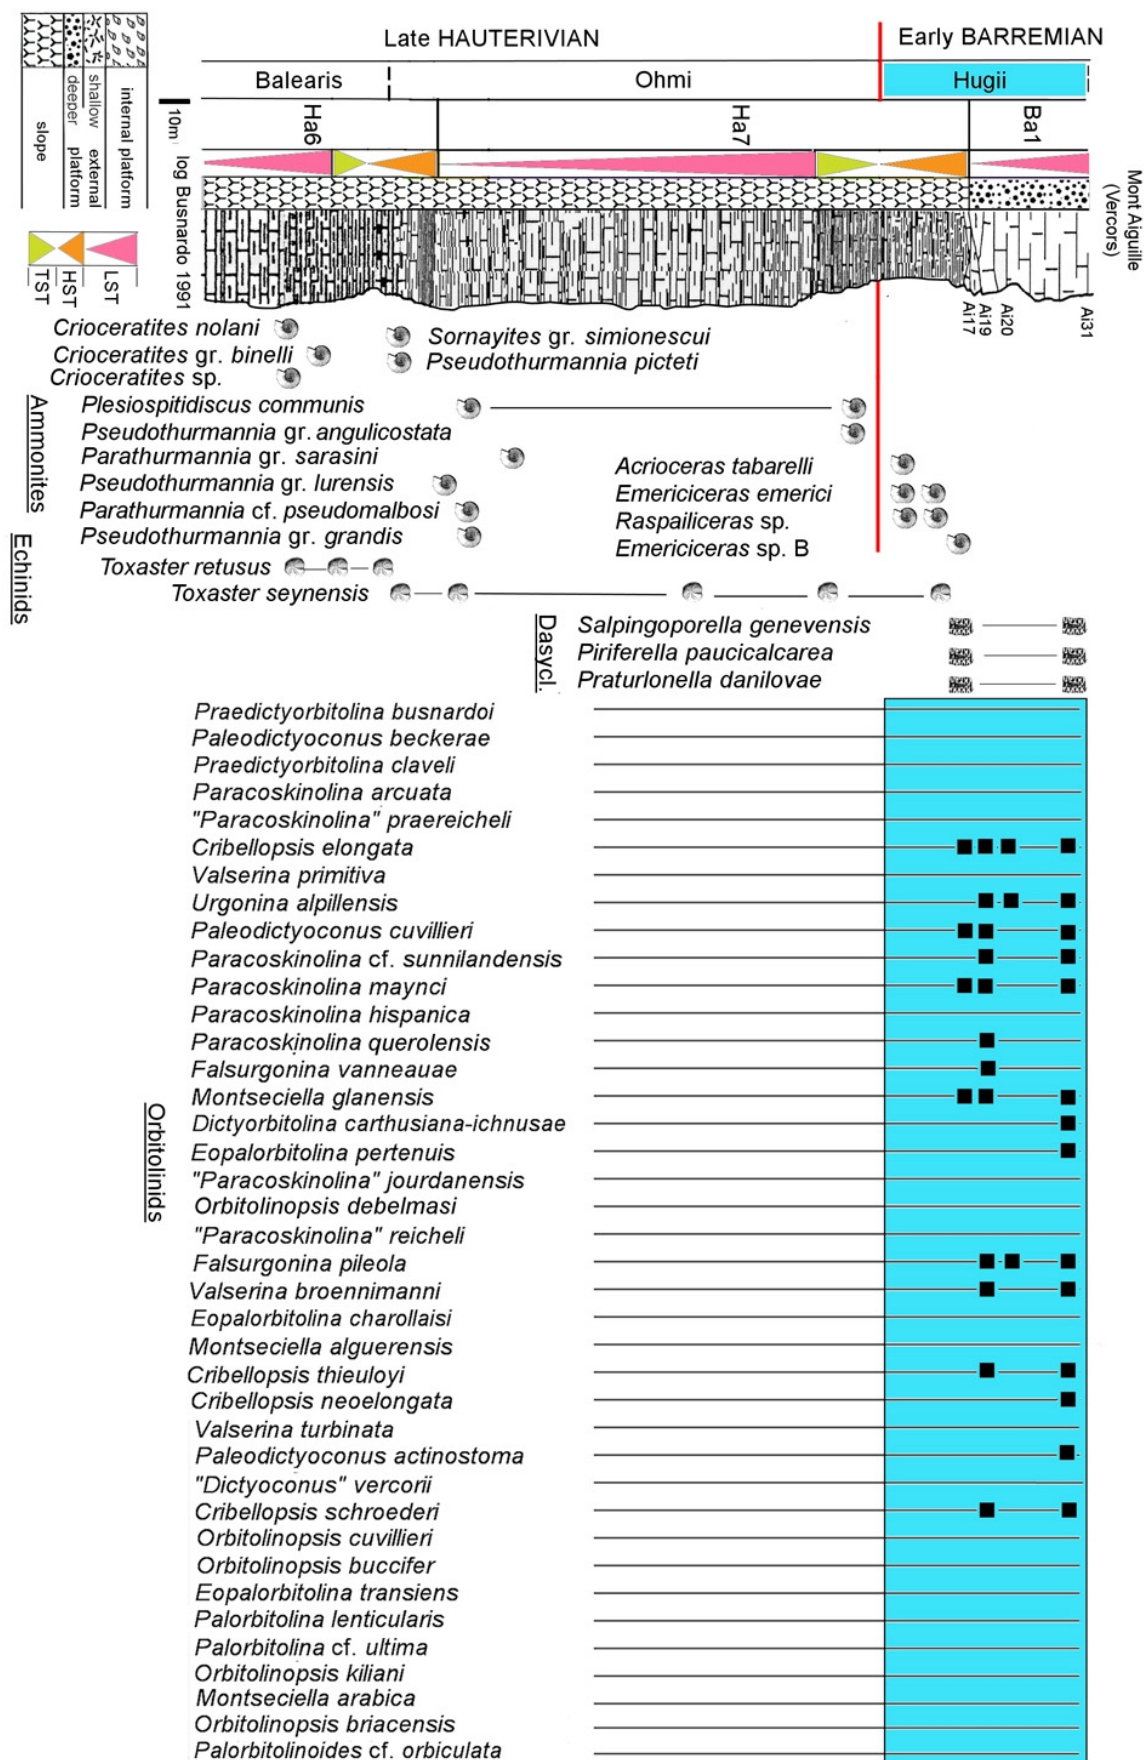 Late HAUTERIVIAN
Early BARREMIAN
Balearis
Ohmi
Hugii
Ha6
Ha7
Ba1
Mont Aiguille
(Vercors)
internal platform
shallow external
deeper platform
slope
10m
log Busnardo 1991
LST
HST
TST
Ai17
Ai19
Ai20
Ai31
Ammonites
Crioceratites nolani
Crioceratites gr. binelli
Crioceratites sp.
Sornayites gr. simionescui
Pseudothurmannia picteti
Plesiospitidiscus communis
Pseudothurmannia gr. angulicostata
Parathurmannia gr. sarasini
Pseudothurmannia gr. lurensis
Parathurmannia cf. pseudomalbosi
Pseudothurmannia gr. grandis
Acrioceras tabarelli
Emericiceras emerici
Raspailiceras sp.
Emericiceras sp. B
Echinids
Toxaster retusus
Toxaster seynensis
Dasycl.
Salpingoporella genevensis
Piriferella paucicalcarea
Praturlonella danilovae
Orbitolinids
Praedictyorbitolina busnardoi
Paleodictyoconus beckerae
Praedictyorbitolina claveli
Paracoskinolina arcuata
"Paracoskinolina" praereicheli
Cribellopsis elongata
Valserina primitiva
Urgonina alpillensis
Paleodictyoconus cuvillieri
Paracoskinolina cf. sunnilandensis
Paracoskinolina maynci
Paracoskinolina hispanica
Paracoskinolina querolensis
Falsurgonina vanneauae
Montseciella glanensis
Dictyorbitolina carthusiana-ichnusae
Eopalorbitolina pertenuis
"Paracoskinolina" jourdanensis
Orbitolinopsis debelmasi
"Paracoskinolina" reicheli
Falsurgonina pileola
Valserina broennimanni
Eopalorbitolina charollaisi
Montseciella alguerensis
Cribellopsis thieuloyi
Cribellopsis neoelongata
Valserina turbinata
Paleodictyoconus actinostoma
"Dictyoconus" vercorii
Cribellopsis schroederi
Orbitolinopsis cuvillieri
Orbitolinopsis buccifer
Eopalorbitolina transiens
Palorbitolina lenticularis
Palorbitolina cf. ultima
Orbitolinopsis kiliani
Montseciella arabica
Orbitolinopsis briacensis
Palorbitolinoides cf. orbiculata